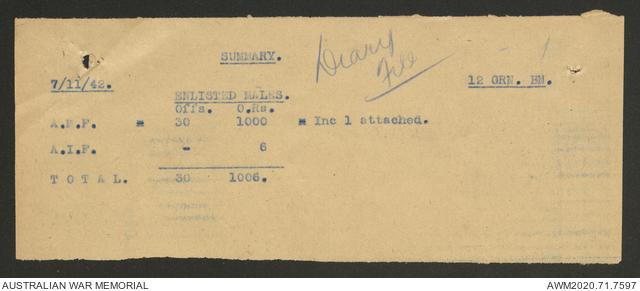 SUMMARY.
Diary File
7/11/42.
12 GRN. BN.
ENLISTED MALES.
Offs. O.Rs.
A.M.F. * 30 1000 * Inc 1 attached.
A.I.F. - 6
T O T A L. 30 1006.
AUSTRALIAN WAR MEMORIAL
AWM2020.71.7597